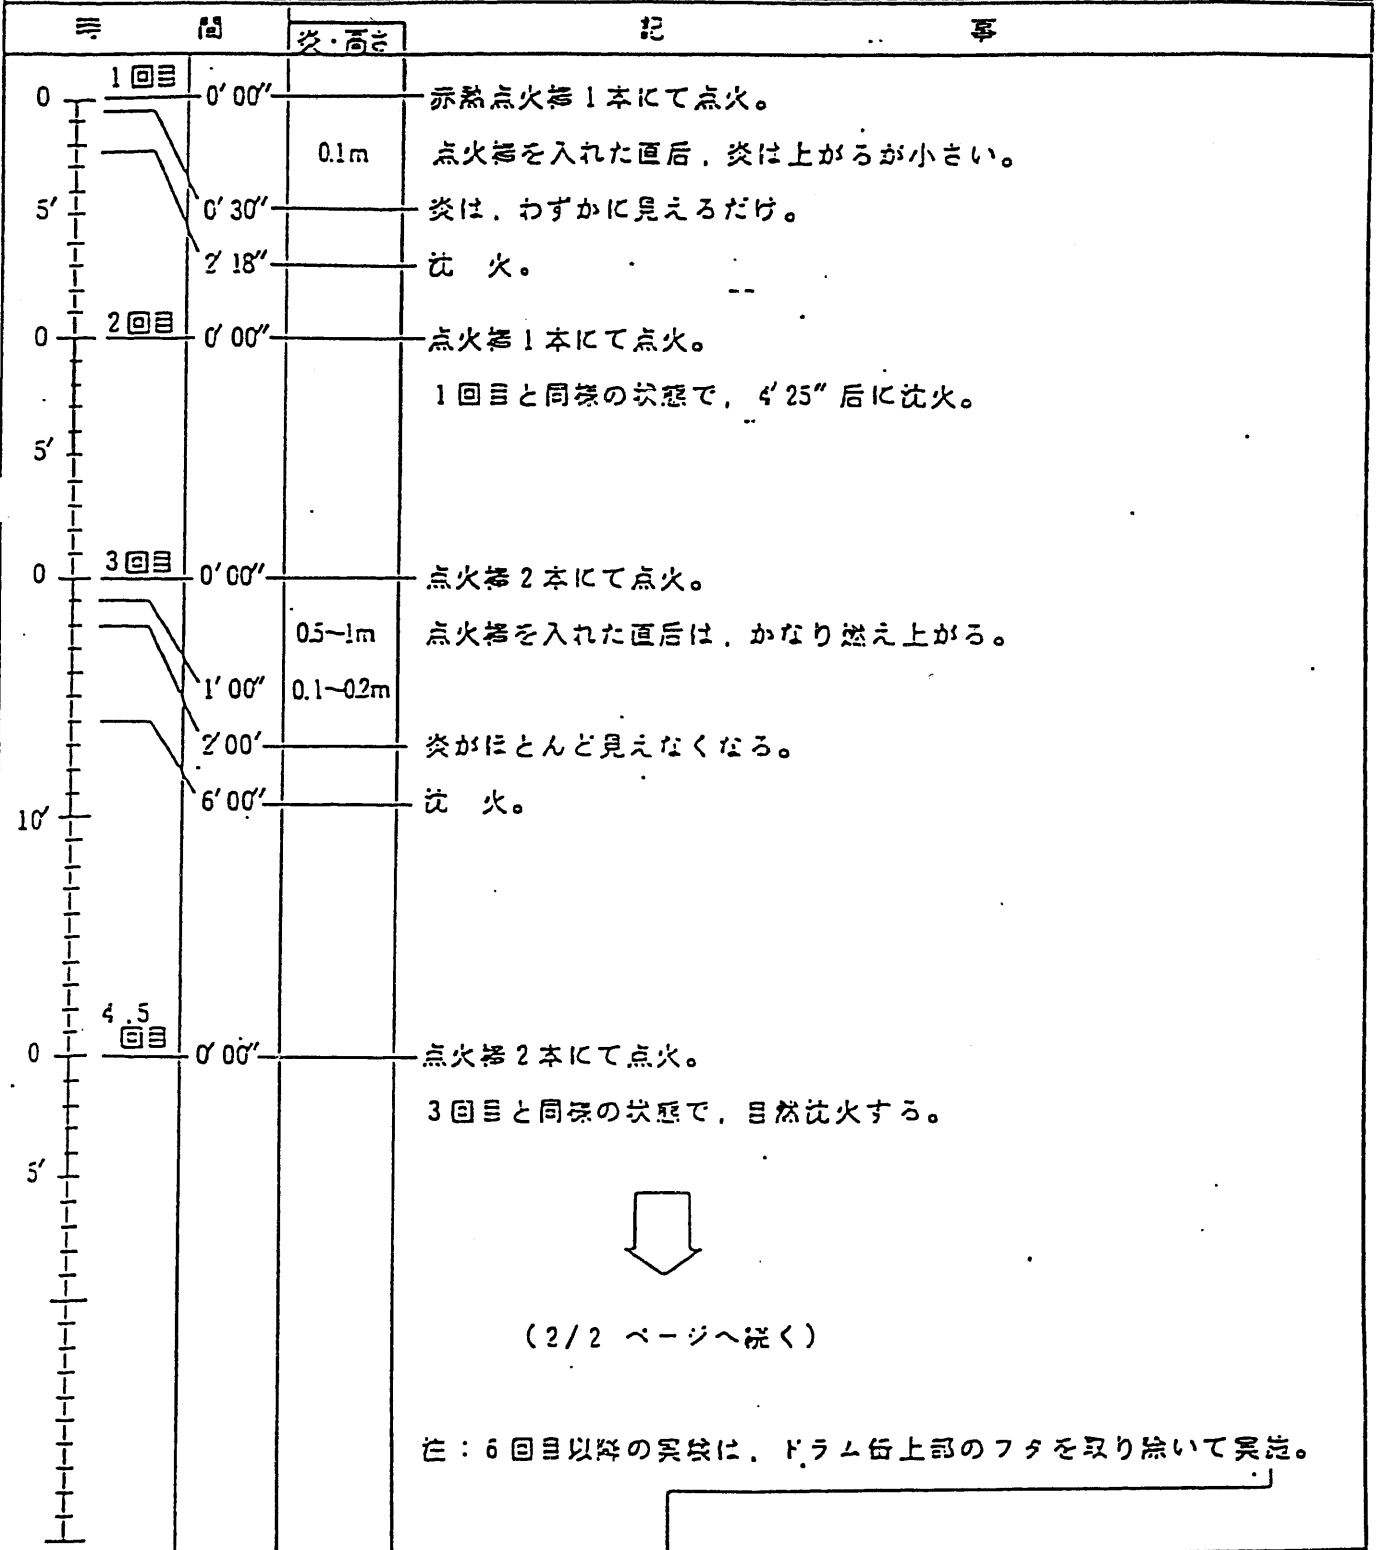 時 間 炎・高さ 記 事
1回目
0 0′00″ 赤熱点火棒1本にて点火。
0.1m 点火棒を入れた直后，炎は上がるが小さい。
5′ 0′30″ 炎は，わずかに見えるだけ。
2′18″ 沈 火。
2回目
0 0′00″ 点火棒1本にて点火。
1回目と同様の状態で，4′25″后に沈火。
5′
3回目
0 0′00″ 点火棒2本にて点火。
0.5~1m 点火棒を入れた直后は，かなり燃え上がる。
1′00″ 0.1~0.2m
2′00′ 炎がほとんど見えなくなる。
6′00″ 沈 火。
10′
4.5
回目
0 0′00″ 点火棒2本にて点火。
3回目と同様の状態で，自然沈火する。
5′
(2/2 ページへ続く)
注：6回目以降の実験は，ドラム缶上部のフタを取り除いて実施。